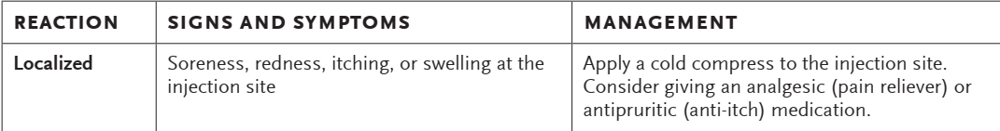 REACTION SIGNS AND SYMPTOMS MANAGEMENT
Localized Soreness, redness, itching, or swelling at the Apply a cold compress to the injection site.
injection site Consider giving an analgesic (pain reliever) or
antipruritic (anti-itch) medication.